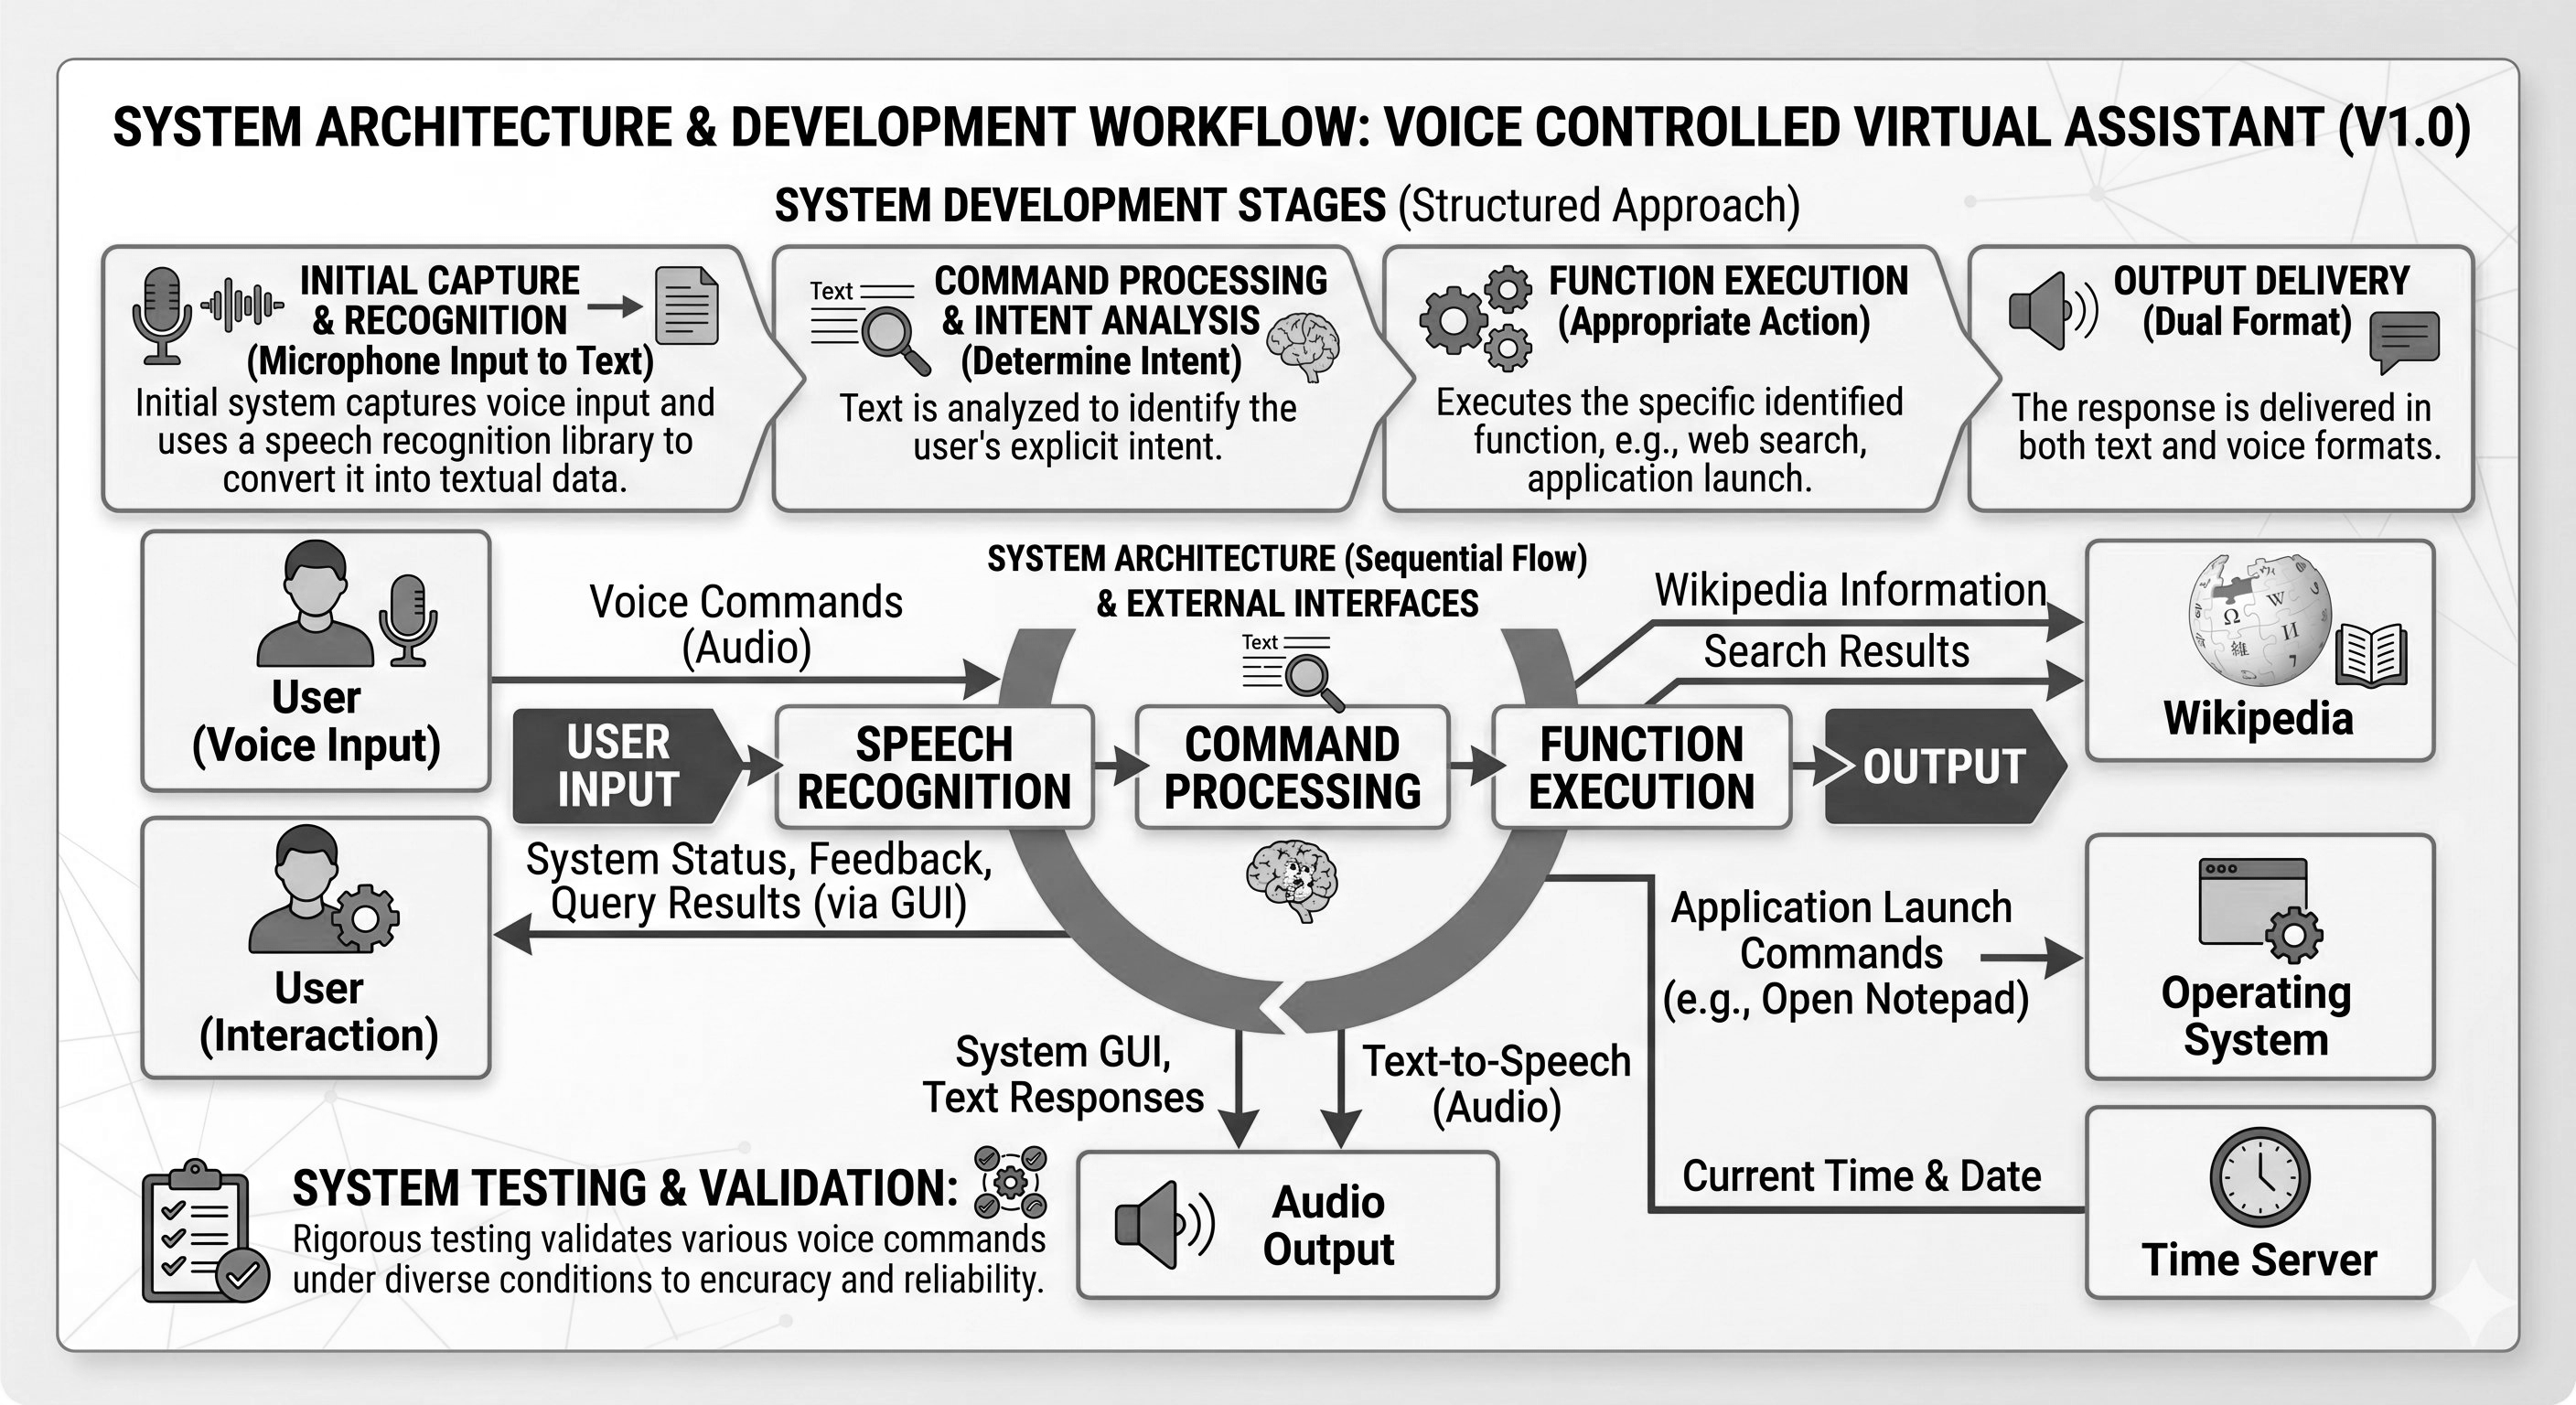 SYSTEM ARCHITECTURE & DEVELOPMENT WORKFLOW: VOICE CONTROLLED VIRTUAL ASSISTANT (V1.0)
SYSTEM DEVELOPMENT STAGES (Structured Approach)
INITIAL CAPTURE
& RECOGNITION
(Microphone Input to Text)
Initial system captures voice input and
uses a speech recognition library to
convert it into textual data.
Text
COMMAND PROCESSING
& INTENT ANALYSIS
(Determine Intent)
Text is analyzed to identify the
user's explicit intent.
FUNCTION EXECUTION
(Appropriate Action)
Executes the specific identified
function, e.g., web search,
application launch.
OUTPUT DELIVERY
(Dual Format)
The response is delivered in
both text and voice formats.
User
(Voice Input)
Voice Commands
(Audio)
SYSTEM ARCHITECTURE (Sequential Flow)
& EXTERNAL INTERFACES
Text
Wikipedia Information
Search Results
Ω
W
И
維
Wikipedia
USER
INPUT
SPEECH
RECOGNITION
COMMAND
PROCESSING
FUNCTION
EXECUTION
OUTPUT
User
(Interaction)
System Status, Feedback,
Query Results (via GUI)
Application Launch
Commands
(e.g., Open Notepad)
Operating
System
System GUI,
Text Responses
Text-to-Speech
(Audio)
Audio
Output
Current Time & Date
Time Server
SYSTEM TESTING & VALIDATION:
Rigorous testing validates various voice commands
under diverse conditions to encuracy and reliability.